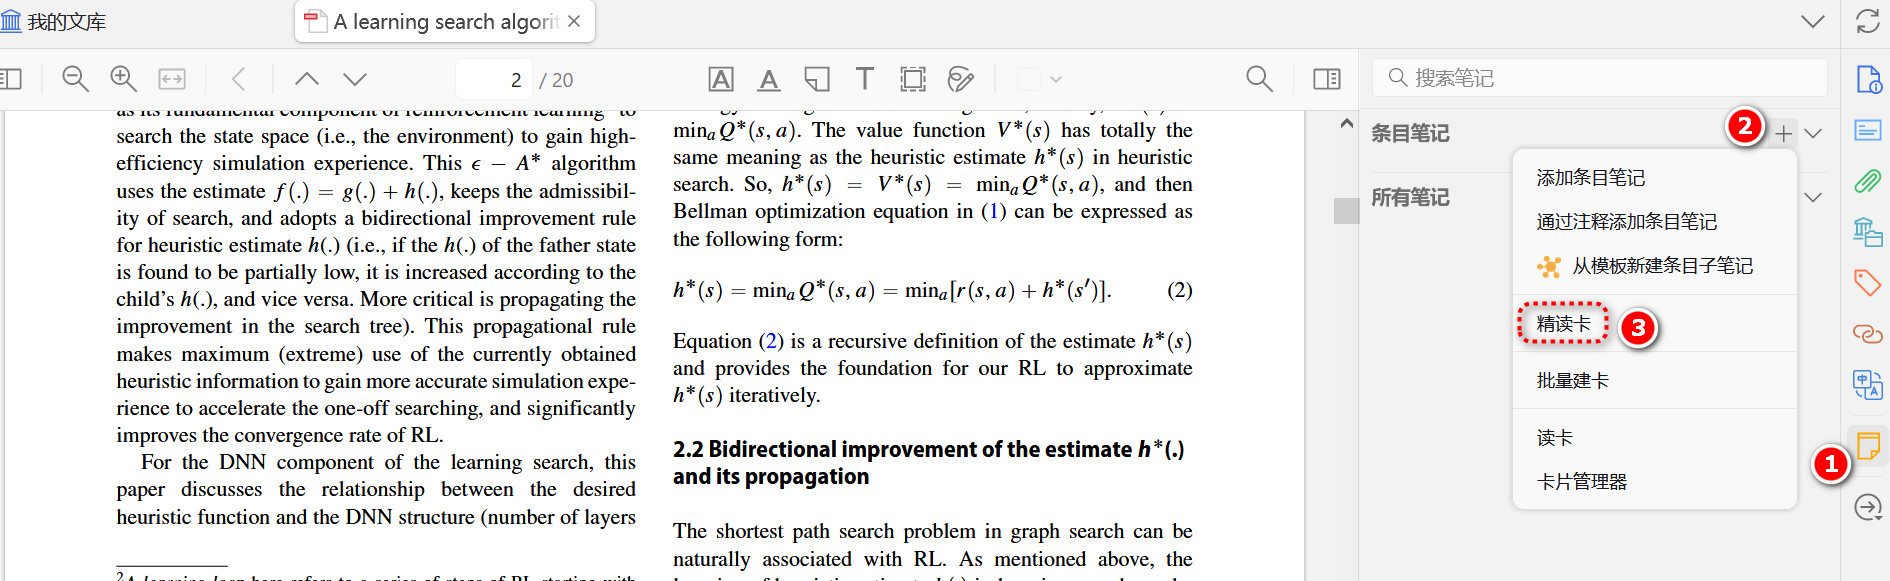 我的文库
A learning search algorit
2 / 20
搜索笔记
as its fundamental component of reinforcement learning to
search the state space (i.e., the environment) to gain high-
efficiency simulation experience. This ϵ − A* algorithm
uses the estimate f(.) = g(.) + h(.), keeps the admissibil-
ity of search, and adopts a bidirectional improvement rule
for heuristic estimate h(.) (i.e., if the h(.) of the father state
is found to be partially low, it is increased according to the
child's h(.), and vice versa. More critical is propagating the
improvement in the search tree). This propagational rule
makes maximum (extreme) use of the currently obtained
heuristic information to gain more accurate simulation expe-
rience to accelerate the one-off searching, and significantly
improves the convergence rate of RL.
For the DNN component of the learning search, this
paper discusses the relationship between the desired
heuristic function and the DNN structure (number of layers
min_a Q*(s, a). The value function V*(s) has totally the
same meaning as the heuristic estimate h*(s) in heuristic
search. So, h*(s) = V*(s) = min_a Q*(s, a), and then
Bellman optimization equation in (1) can be expressed as
the following form:
h*(s) = min_a Q*(s, a) = min_a[r(s, a) + h*(s′)]. (2)
Equation (2) is a recursive definition of the estimate h*(s)
and provides the foundation for our RL to approximate
h*(s) iteratively.
2.2 Bidirectional improvement of the estimate h*(.)
and its propagation
The shortest path search problem in graph search can be
naturally associated with RL. As mentioned above, the
条目笔记
2
所有笔记
添加条目笔记
通过注释添加条目笔记
从模板新建条目子笔记
精读卡
3
批量建卡
读卡
卡片管理器
1